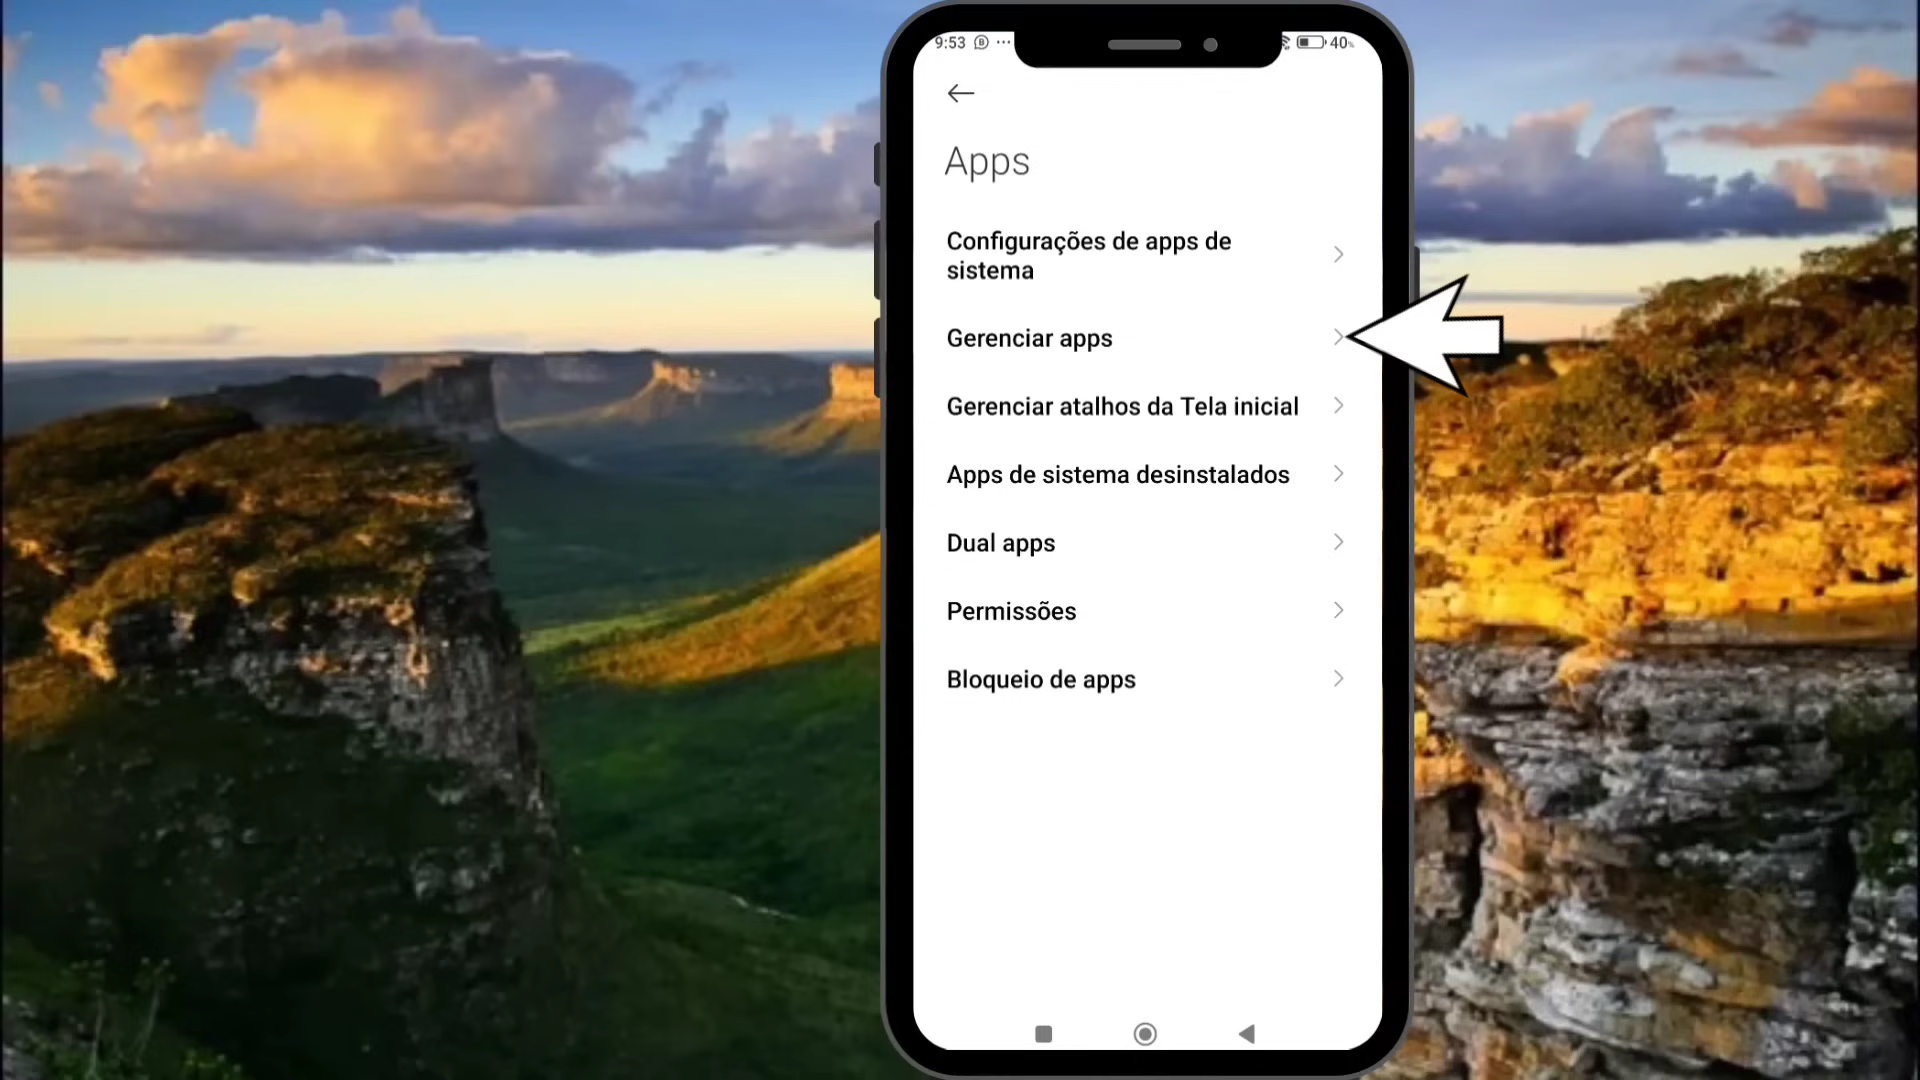 9:53
40%
Apps
Configurações de apps de
sistema
Gerenciar apps
Gerenciar atalhos da Tela inicial
Apps de sistema desinstalados
Dual apps
Permissões
Bloqueio de apps